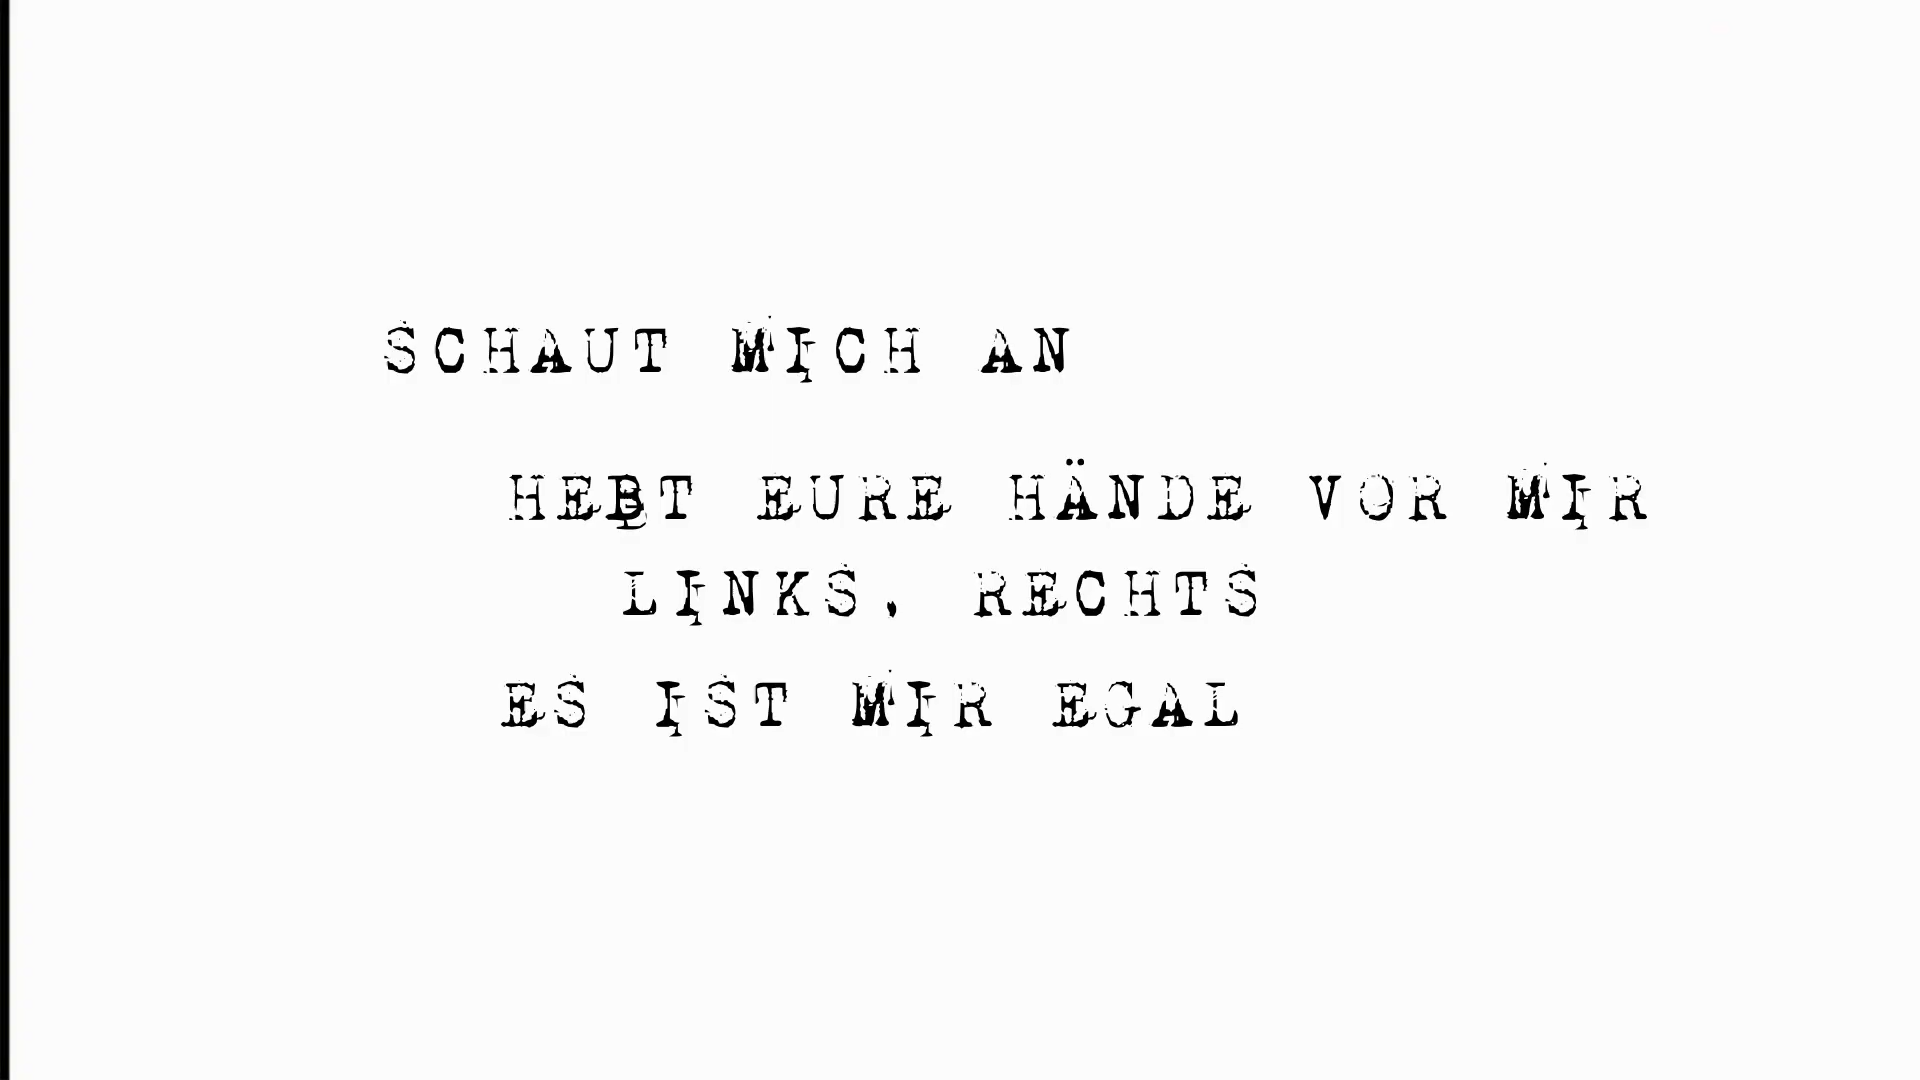 SCHAUT MICH AN
HEBT EURE HÄNDE VOR MIR
LINKS, RECHTS
ES IST MIR EGAL